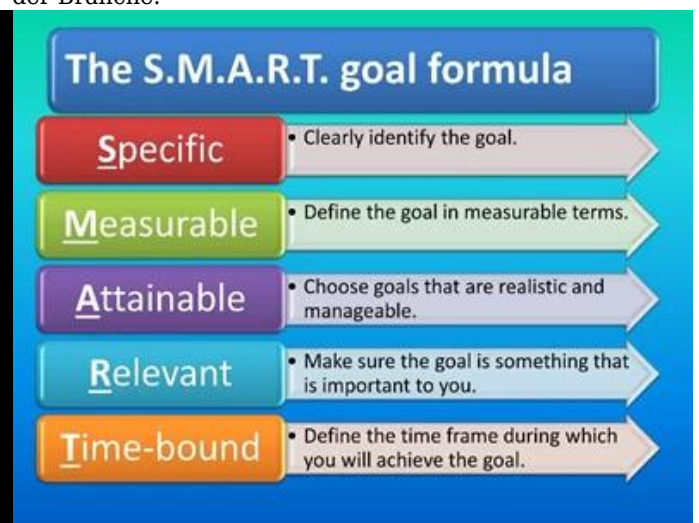 der Branche.
The S.M.A.R.T. goal formula
Specific
• Clearly identify the goal.
Measurable
• Define the goal in measurable terms.
Attainable
• Choose goals that are realistic and
manageable.
Relevant
• Make sure the goal is something that
is important to you.
Time-bound
• Define the time frame during which
you will achieve the goal.